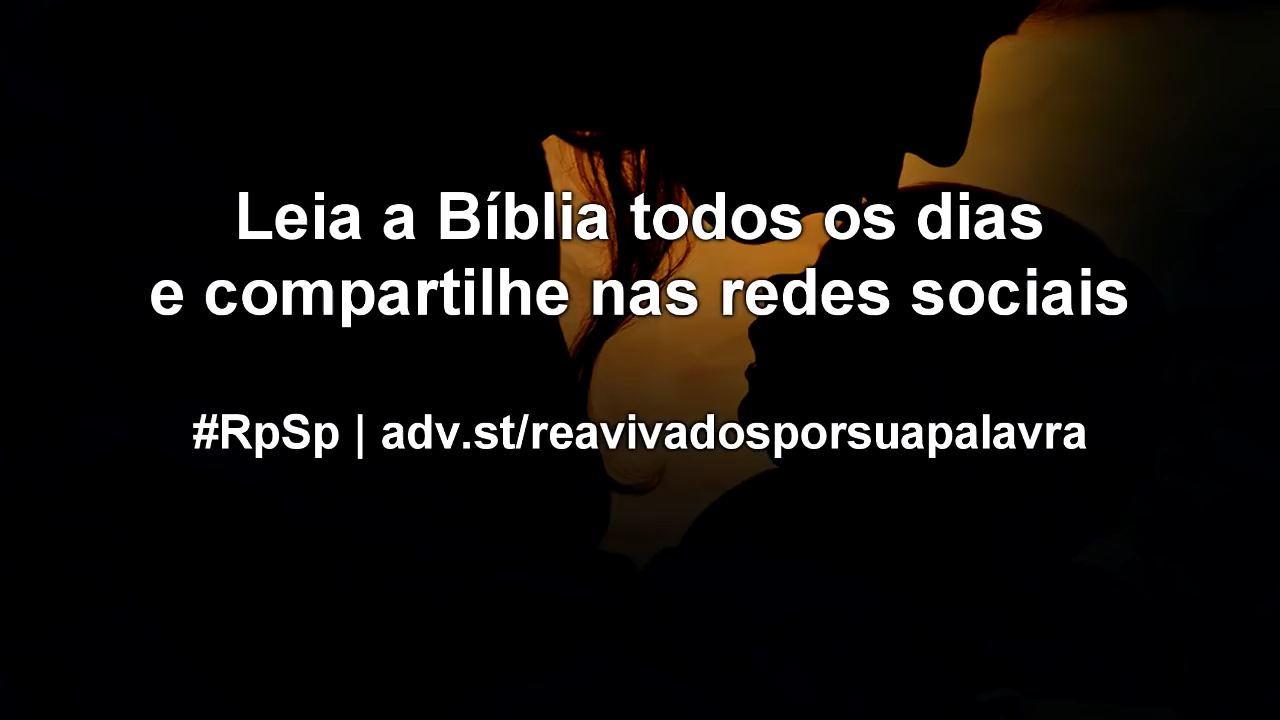 Leia a Bíblia todos os dias
e compartilhe nas redes sociais
#RpSp | adv.st/reavivadosporsuapalavra